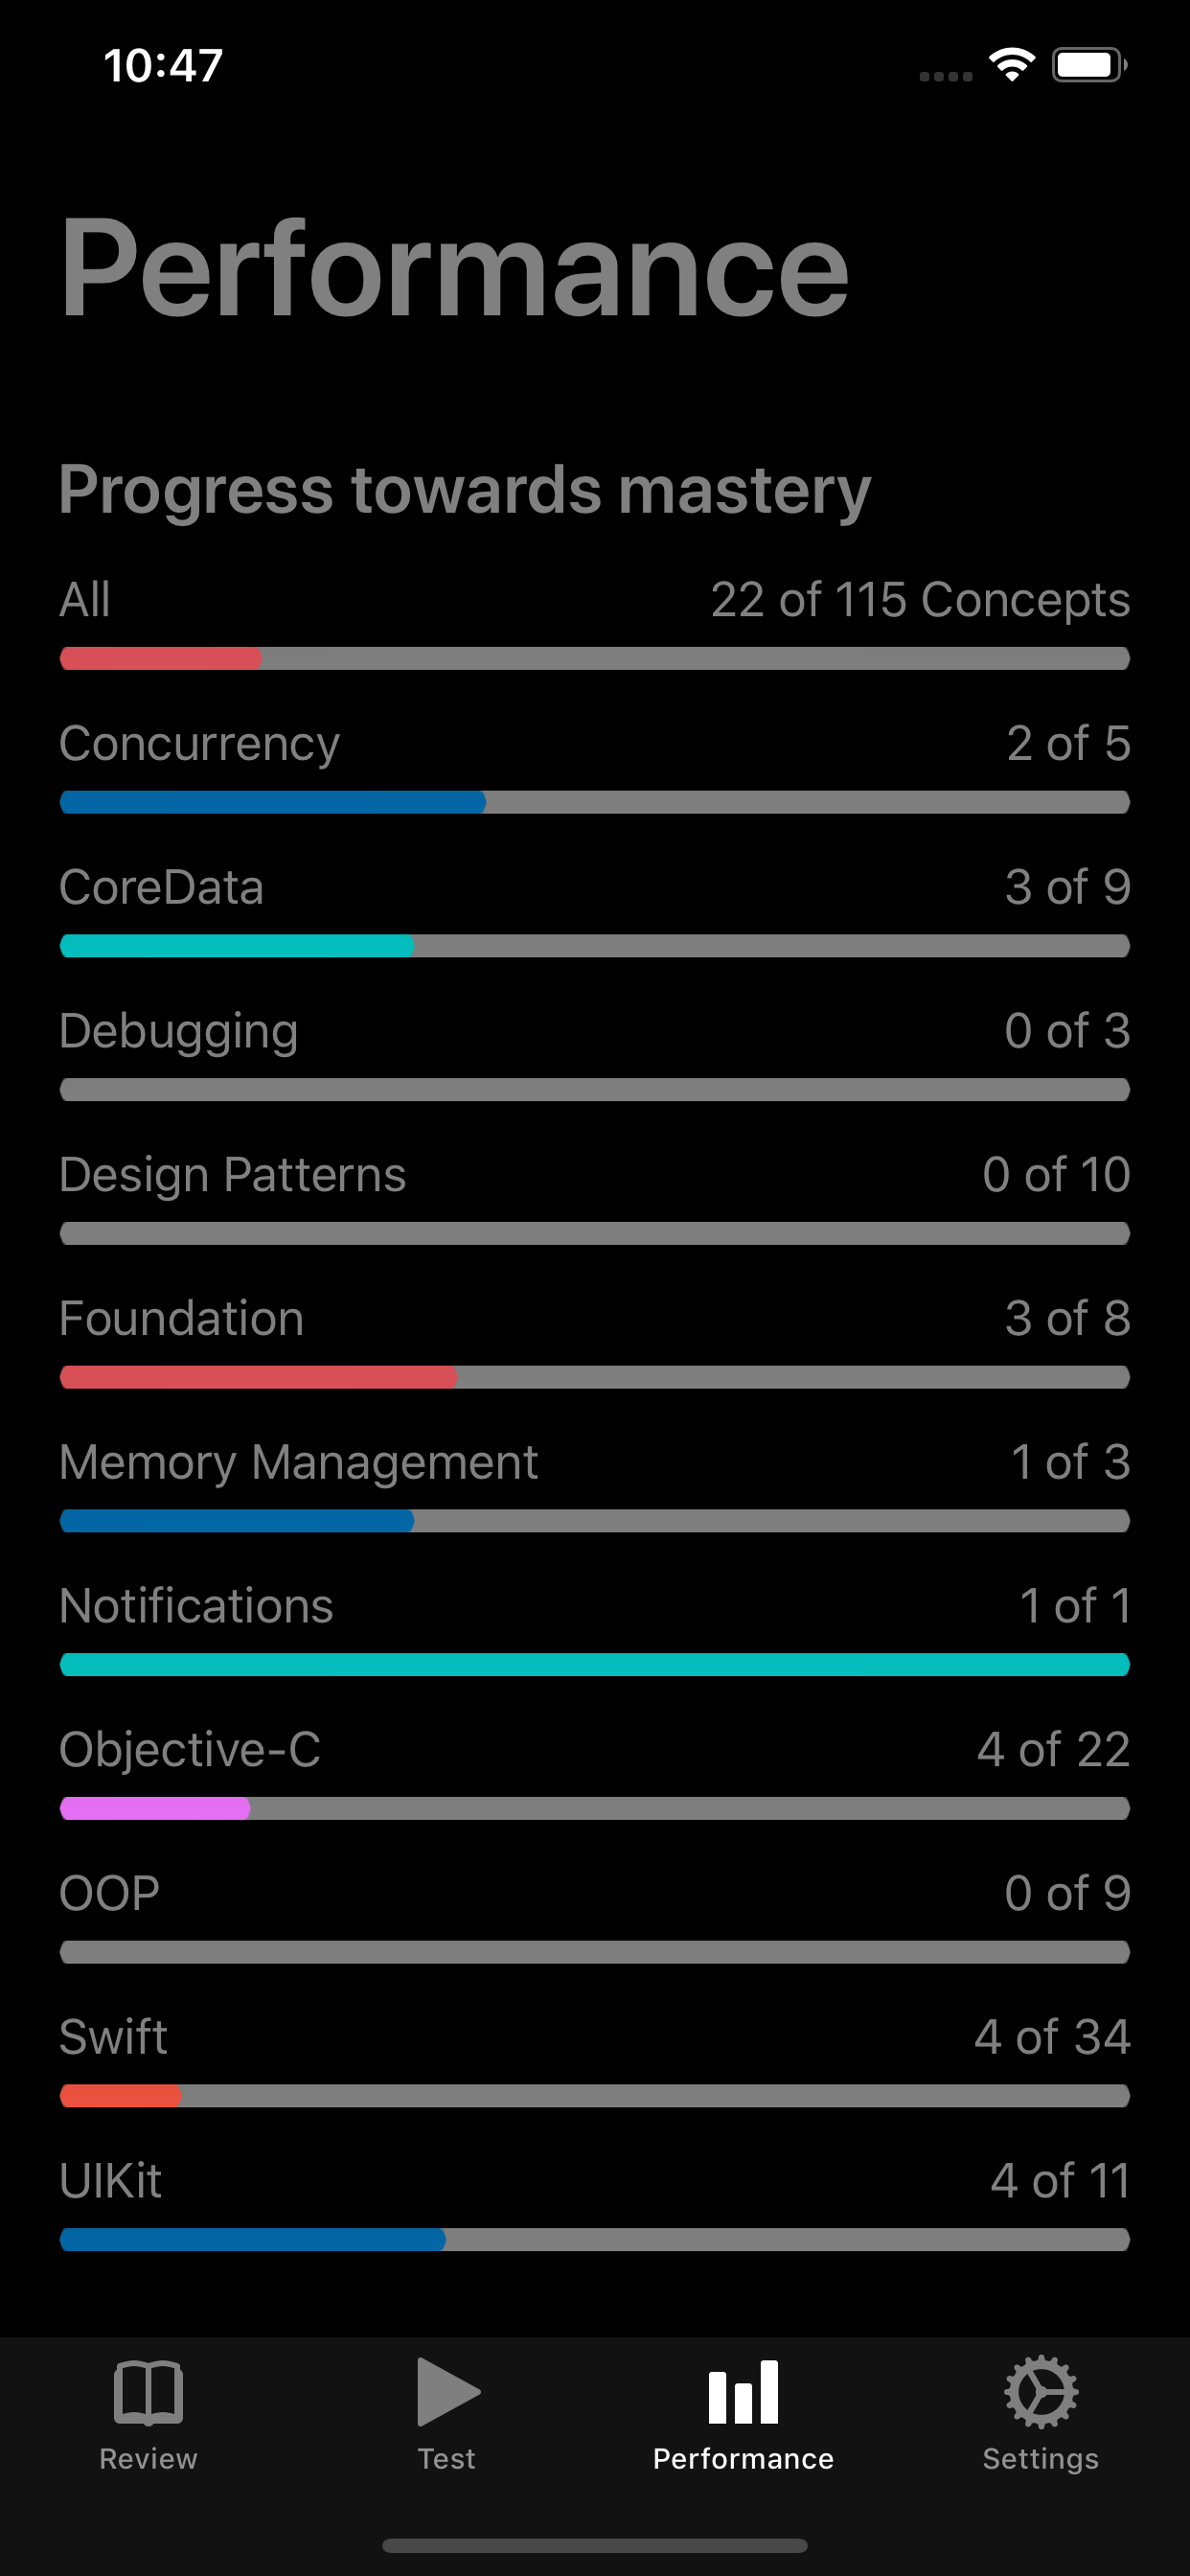 10:47
Performance
Progress towards mastery
All 22 of 115 Concepts
Concurrency 2 of 5
CoreData 3 of 9
Debugging 0 of 3
Design Patterns 0 of 10
Foundation 3 of 8
Memory Management 1 of 3
Notifications 1 of 1
Objective-C 4 of 22
OOP 0 of 9
Swift 4 of 34
UIKit 4 of 11
Review Test Performance Settings